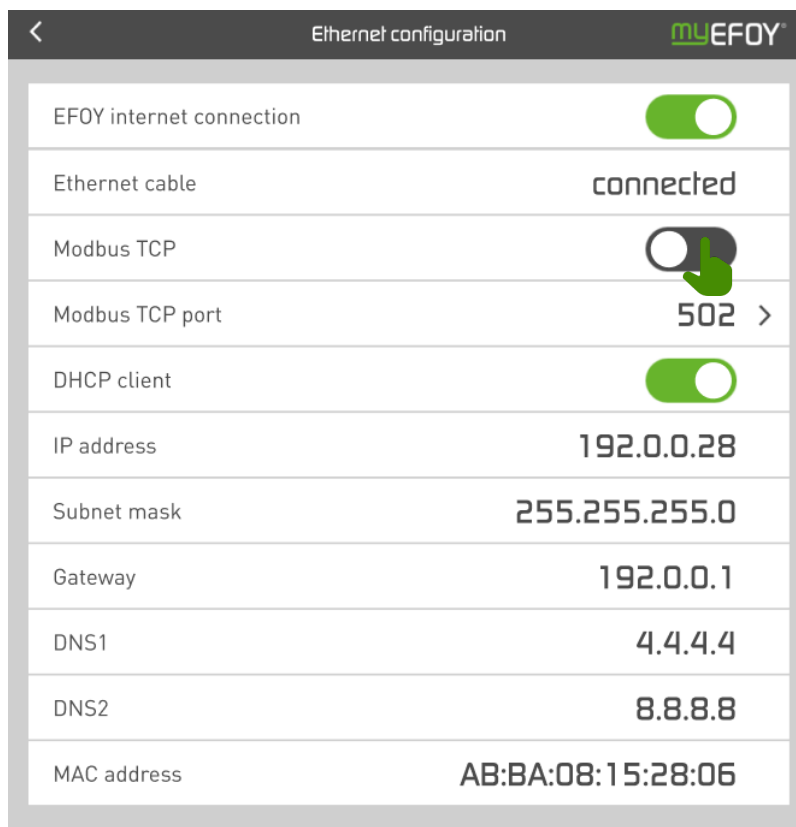 Ethernet configuration
myEFOY®
EFOY internet connection
Ethernet cable connected
Modbus TCP
Modbus TCP port 502
DHCP client
IP address 192.0.0.28
Subnet mask 255.255.255.0
Gateway 192.0.0.1
DNS1 4.4.4.4
DNS2 8.8.8.8
MAC address AB:BA:08:15:28:06